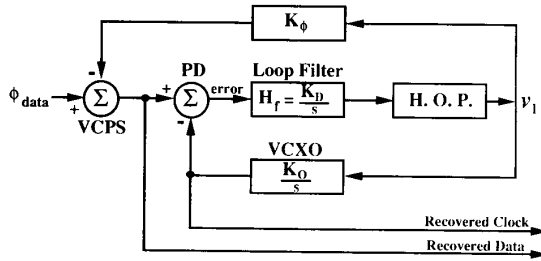 K_ϕ
-
PD
Loop Filter
ϕ_data
+
Σ
+
Σ
error
H_f = K_D/s
H. O. P.
v_1
VCPS
-
VCXO
K_O/s
Recovered Clock
Recovered Data